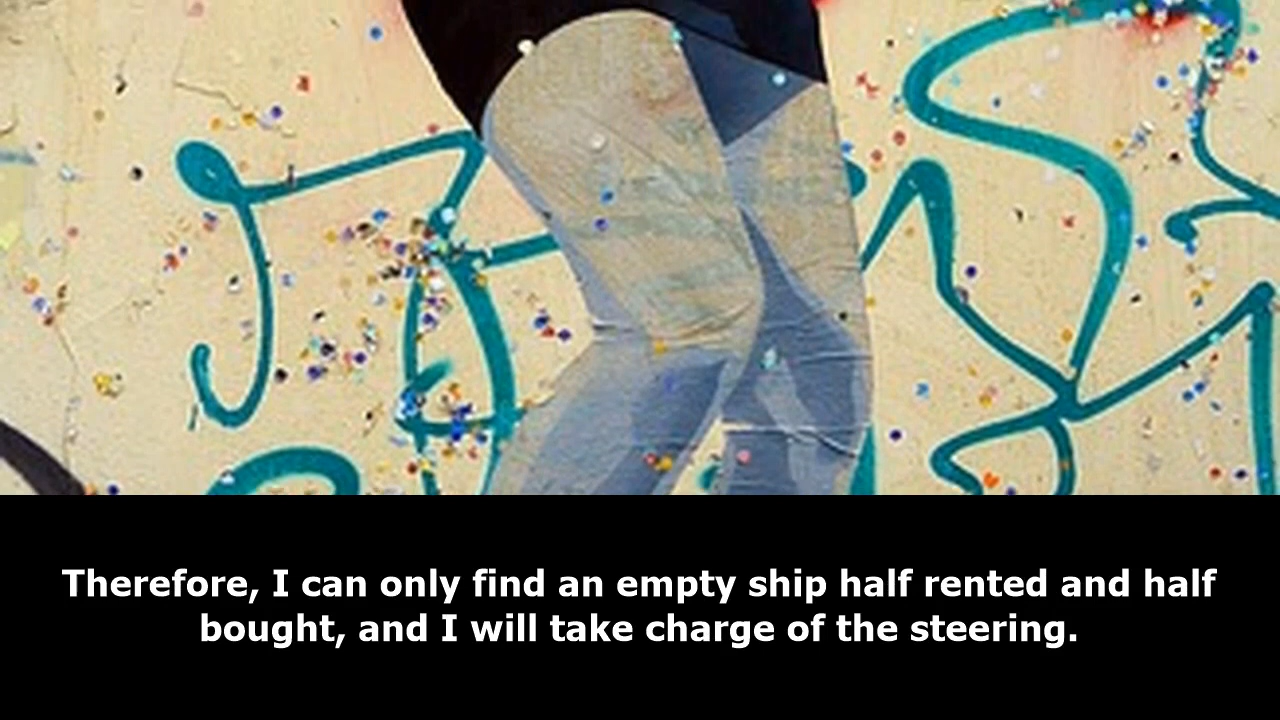 Therefore, I can only find an empty ship half rented and half
bought, and I will take charge of the steering.